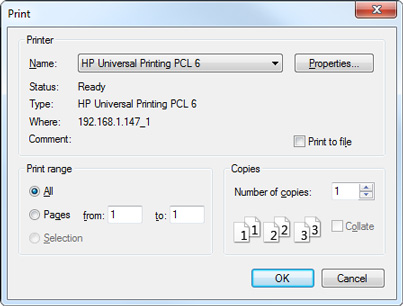 Print
Printer
Name: HP Universal Printing PCL 6 Properties...
Status: Ready
Type: HP Universal Printing PCL 6
Where: 192.168.1.147_1
Comment:
Print to file
Print range
All
Pages from: 1 to: 1
Selection
Copies
Number of copies: 1
1 1 2 2 3 3
Collate
OK Cancel